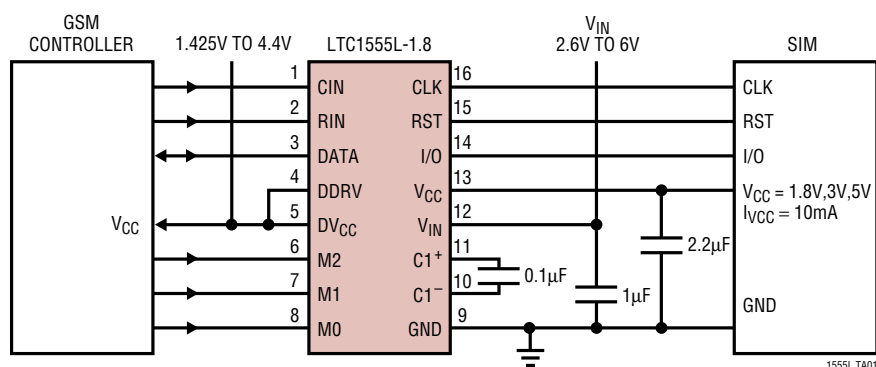 GSM
CONTROLLER
1.425V TO 4.4V
LTC1555L-1.8
V_IN
2.6V TO 6V
SIM
1
CIN
CLK
16
CLK
2
RIN
RST
15
RST
3
DATA
I/O
14
I/O
4
DDRV
V_CC
13
V_CC = 1.8V,3V,5V
I_VCC = 10mA
V_CC
5
DV_CC
V_IN
12
6
M2
C1+
11
0.1µF
2.2µF
7
M1
C1–
10
1µF
8
M0
GND
9
GND
1555L TA01